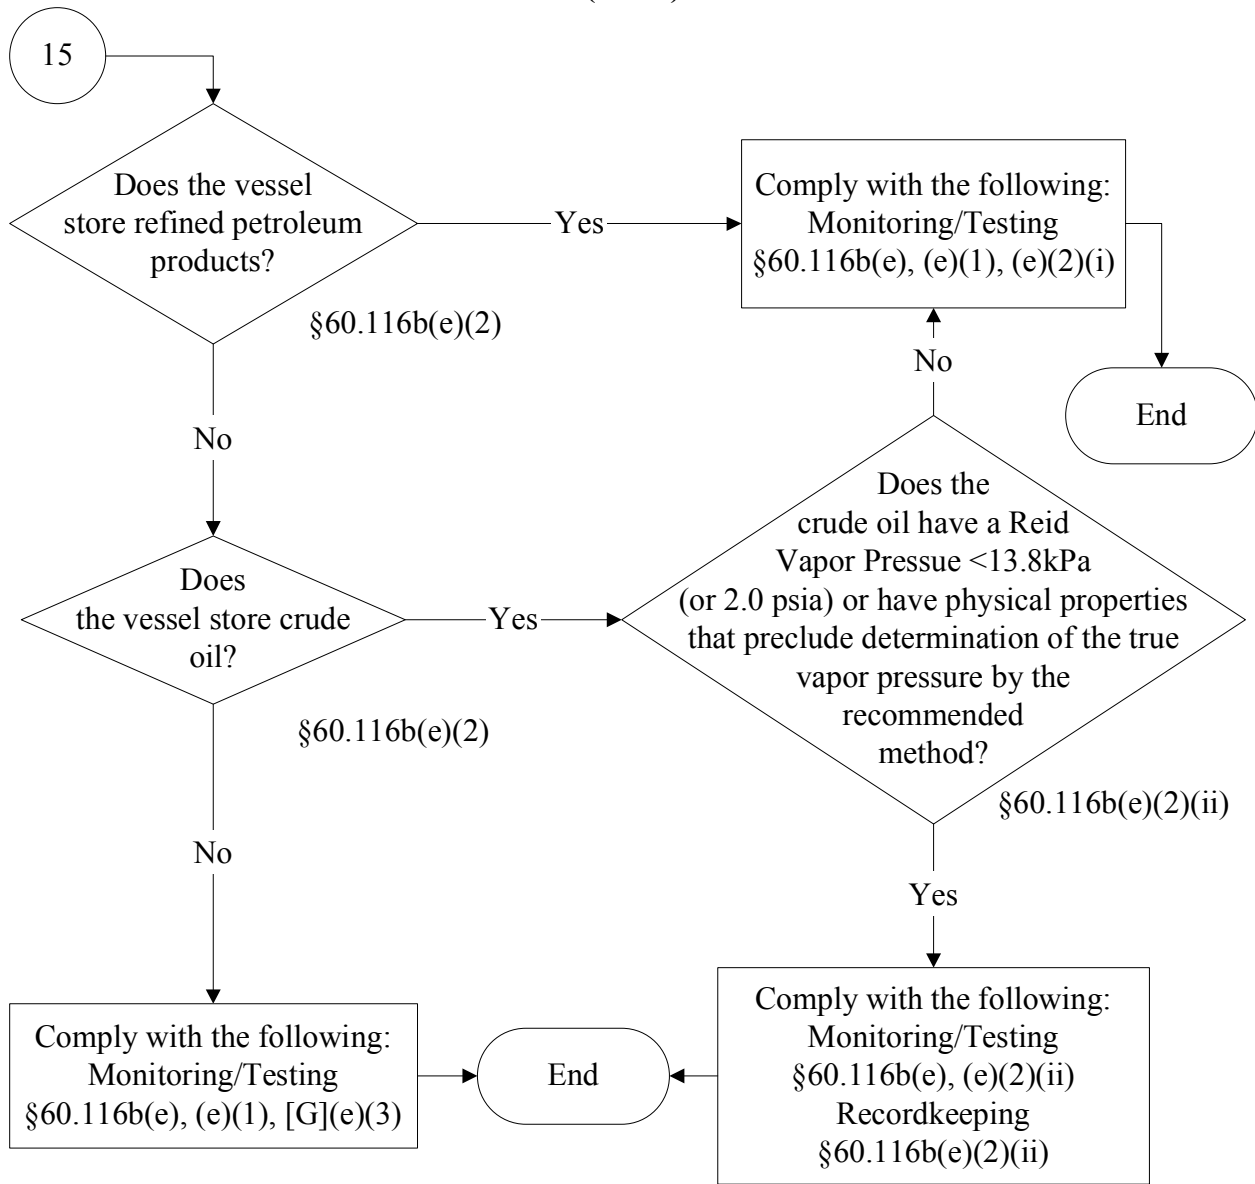 15
Does the vessel
store refined petroleum
products?
§60.116b(e)(2)
Yes
Comply with the following:
Monitoring/Testing
§60.116b(e), (e)(1), (e)(2)(i)
End
No
No
Does
the vessel store crude
oil?
§60.116b(e)(2)
Yes
Does the
crude oil have a Reid
Vapor Pressue <13.8kPa
(or 2.0 psia) or have physical properties
that preclude determination of the true
vapor pressure by the
recommended
method?
§60.116b(e)(2)(ii)
No
Yes
Comply with the following:
Monitoring/Testing
§60.116b(e), (e)(1), [G](e)(3)
End
Comply with the following:
Monitoring/Testing
§60.116b(e), (e)(2)(ii)
Recordkeeping
§60.116b(e)(2)(ii)